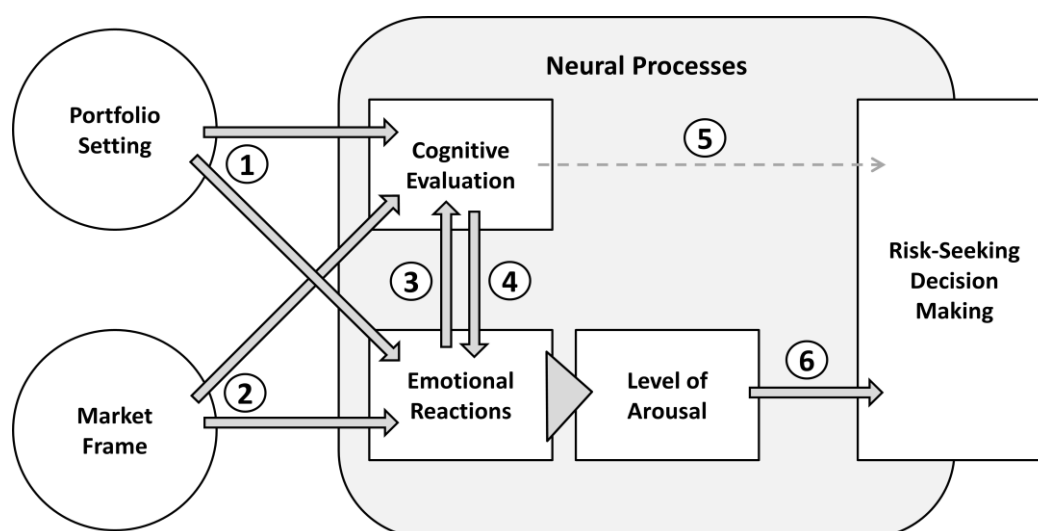 Neural Processes
Portfolio
Setting
1
Cognitive
Evaluation
5
3
4
Risk-Seeking
Decision
Making
Market
Frame
2
Emotional
Reactions
Level of
Arousal
6